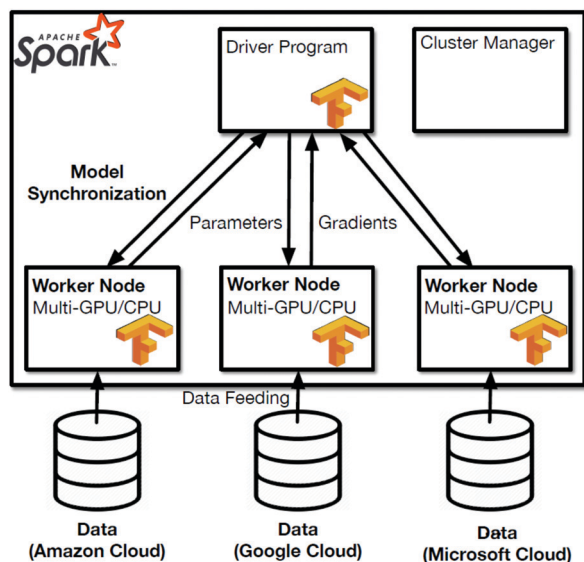 APACHE
Spark™
Driver Program
Cluster Manager
Model
Synchronization
Parameters
Gradients
Worker Node
Multi-GPU/CPU
Worker Node
Multi-GPU/CPU
Worker Node
Multi-GPU/CPU
Data Feeding
Data
(Amazon Cloud)
Data
(Google Cloud)
Data
(Microsoft Cloud)